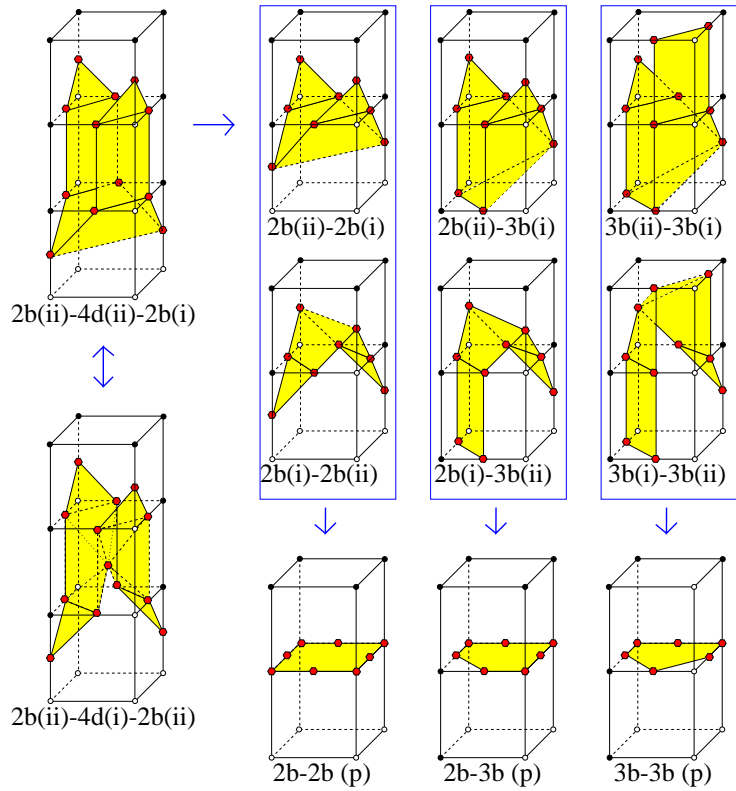 2b(ii)-2b(i)
2b(ii)-3b(i)
3b(ii)-3b(i)
2b(ii)-4d(ii)-2b(i)
2b(i)-2b(ii)
2b(i)-3b(ii)
3b(i)-3b(ii)
2b(ii)-4d(i)-2b(ii)
2b-2b (p)
2b-3b (p)
3b-3b (p)